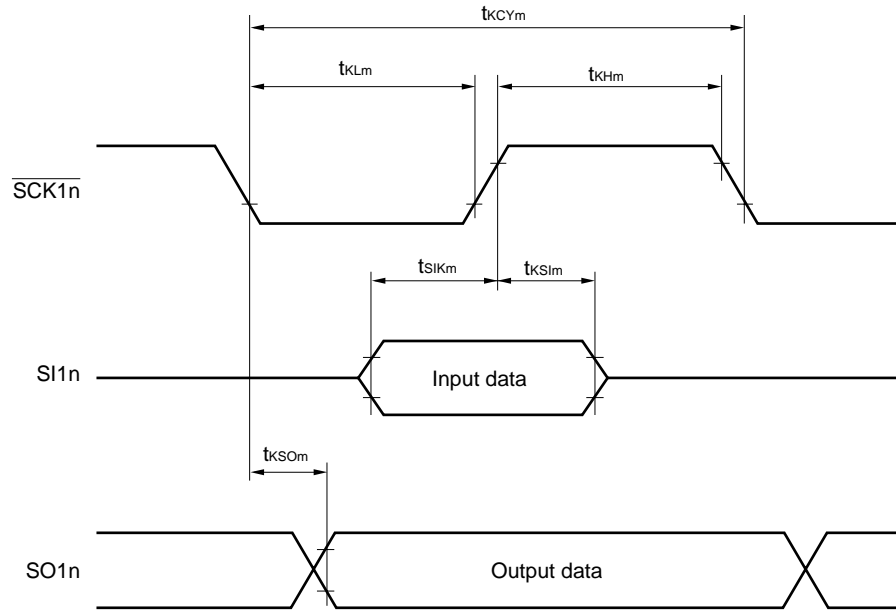 tKCYm
tKLm
tKHm
SCK1n
tSIKm
tKSIm
SI1n
Input data
tKSOm
SO1n
Output data